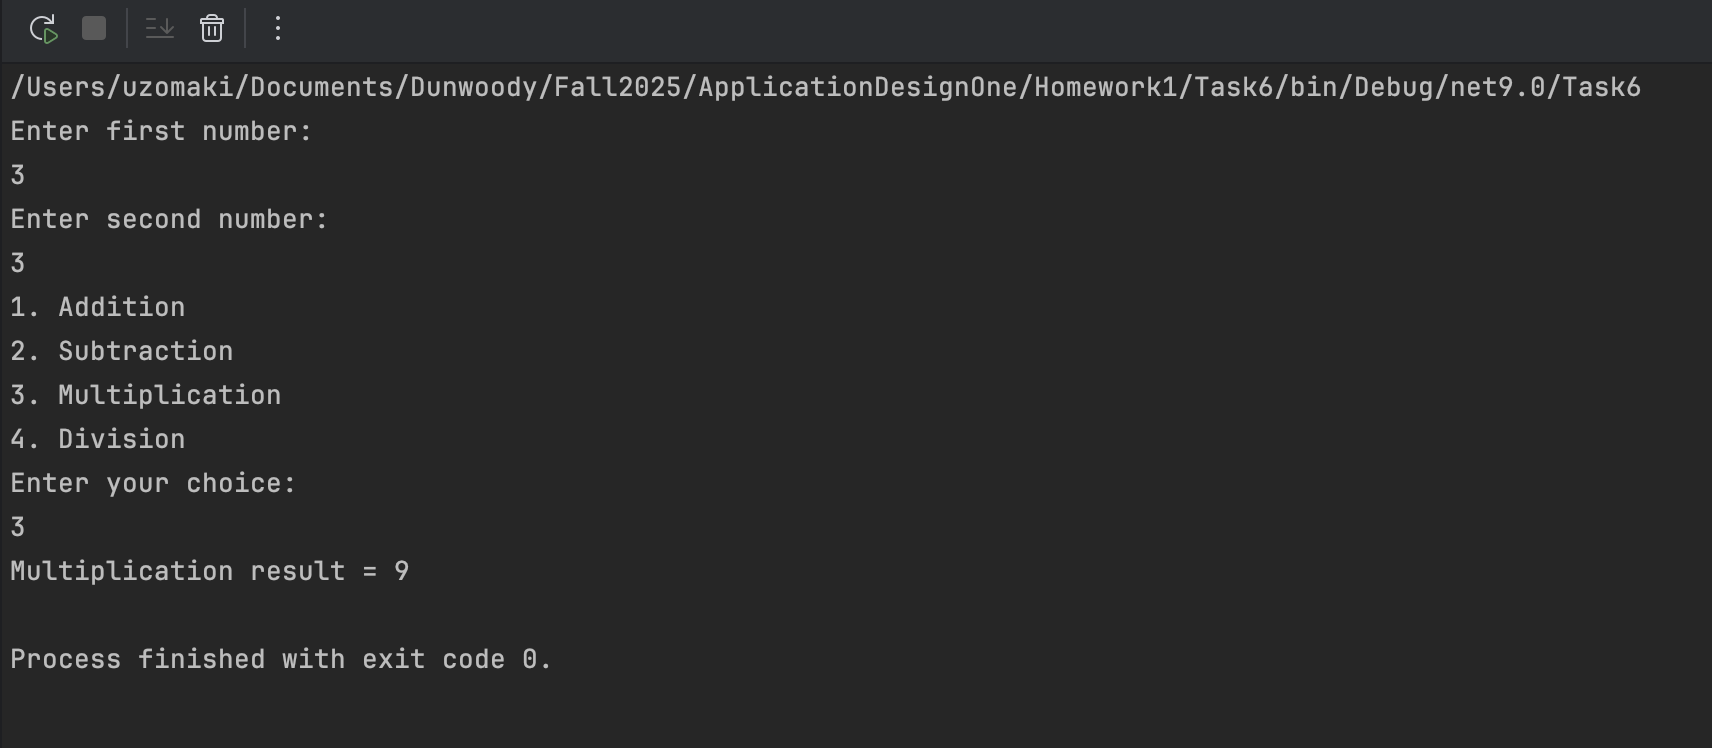 /Users/uzomaki/Documents/Dunwoody/Fall2025/ApplicationDesignOne/Homework1/Task6/bin/Debug/net9.0/Task6
Enter first number:
3
Enter second number:
3
1. Addition
2. Subtraction
3. Multiplication
4. Division
Enter your choice:
3
Multiplication result = 9
Process finished with exit code 0.